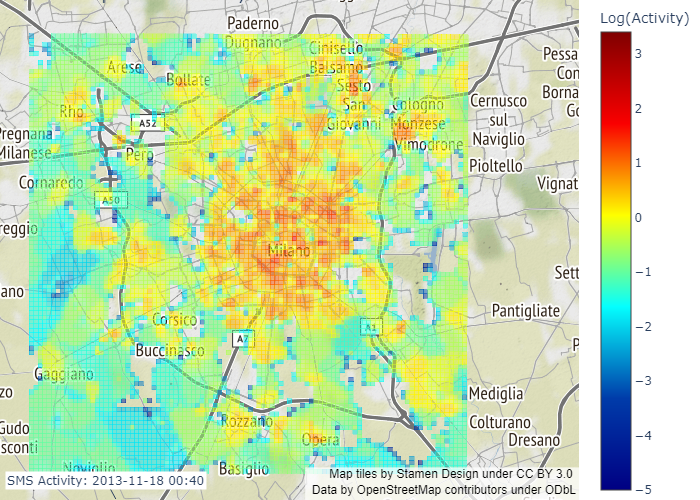 Log(Activity)
Paderno
Dugnano
Cinisello
Balsamo
Arese
Bollate
Sesto
San
Giovanni
Pessa
Con
Borna
Go
Rho
Cologno
Monzese
Cernusco
sul
Naviglio
A52
Pregnana
Milanese
Pero
Vimodrone
Pioltello
Cornaredo
Vignat
A50
reggio
Milano
Sett
ano
Pantigliate
Corsico
A1
A7
Buccinasco
P
Gaggiano
zo
Mediglia
Rozzano
Colturano
Gudo
sconti
Opera
Dresano
Noviglio
Basiglio
SMS Activity: 2013-11-18 00:40
Map tiles by Stamen Design under CC BY 3.0
Data by OpenStreetMap contributors under ODbL
3
2
1
0
−1
−2
−3
−4
−5